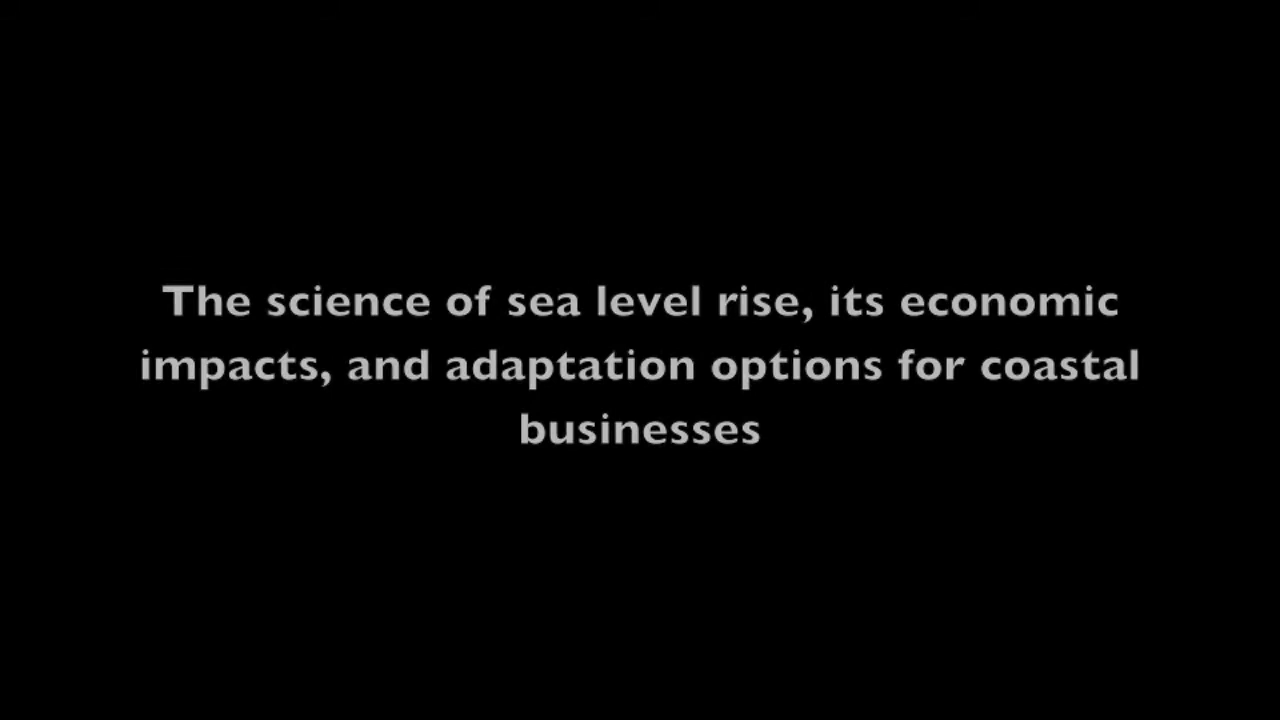 The science of sea level rise, its economic
impacts, and adaptation options for coastal
businesses